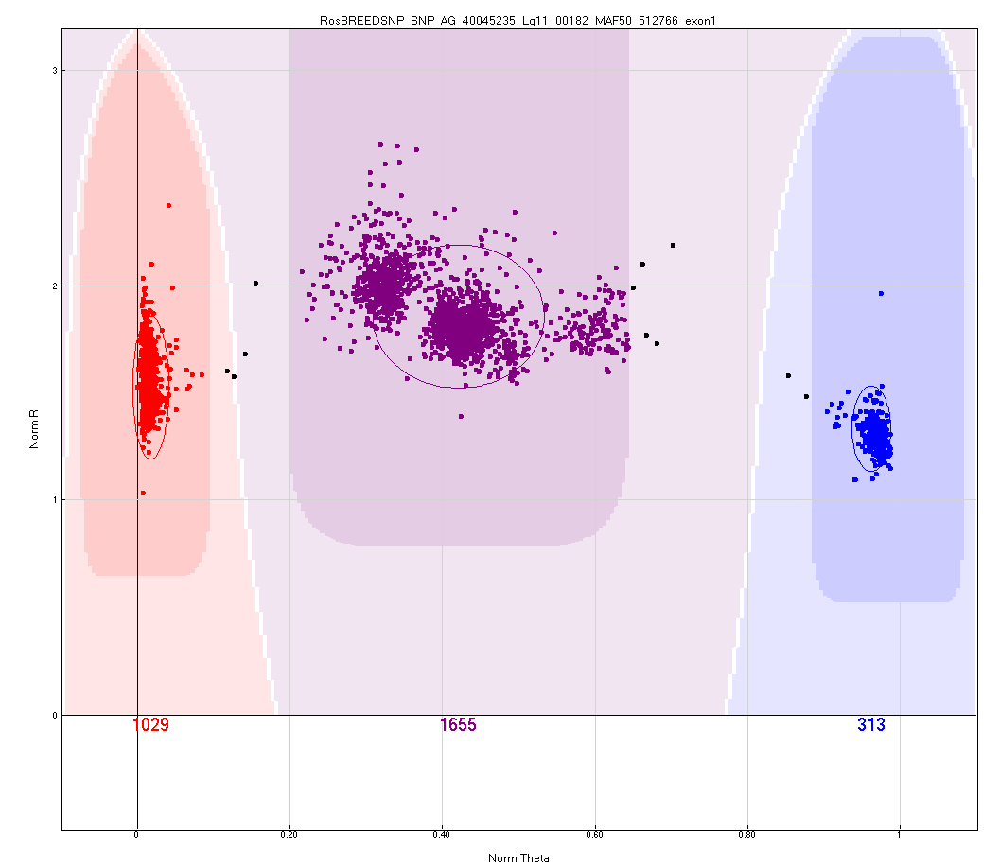 RosBREEDSNP_SNP_AG_40045235_Lg11_00182_MAF50_512766_exon1
3
2
Norm R
1
0
1029 1655 313
0 0.20 0.40 0.60 0.80 1
Norm Theta